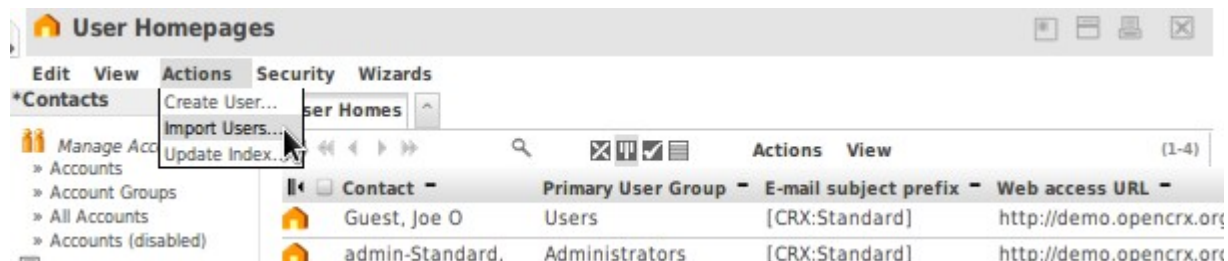 User Homepages
Edit View Actions Security Wizards
*Contacts
Create User...
Import Users...
Update Index...
ser Homes
Manage Acc
» Accounts
» Account Groups
» All Accounts
» Accounts (disabled)
Actions View (1-4)
Contact Primary User Group E-mail subject prefix Web access URL
Guest, Joe O Users [CRX:Standard] http://demo.opencrx.org
admin-Standard, Administrators [CRX:Standard] http://demo.opencrx.org